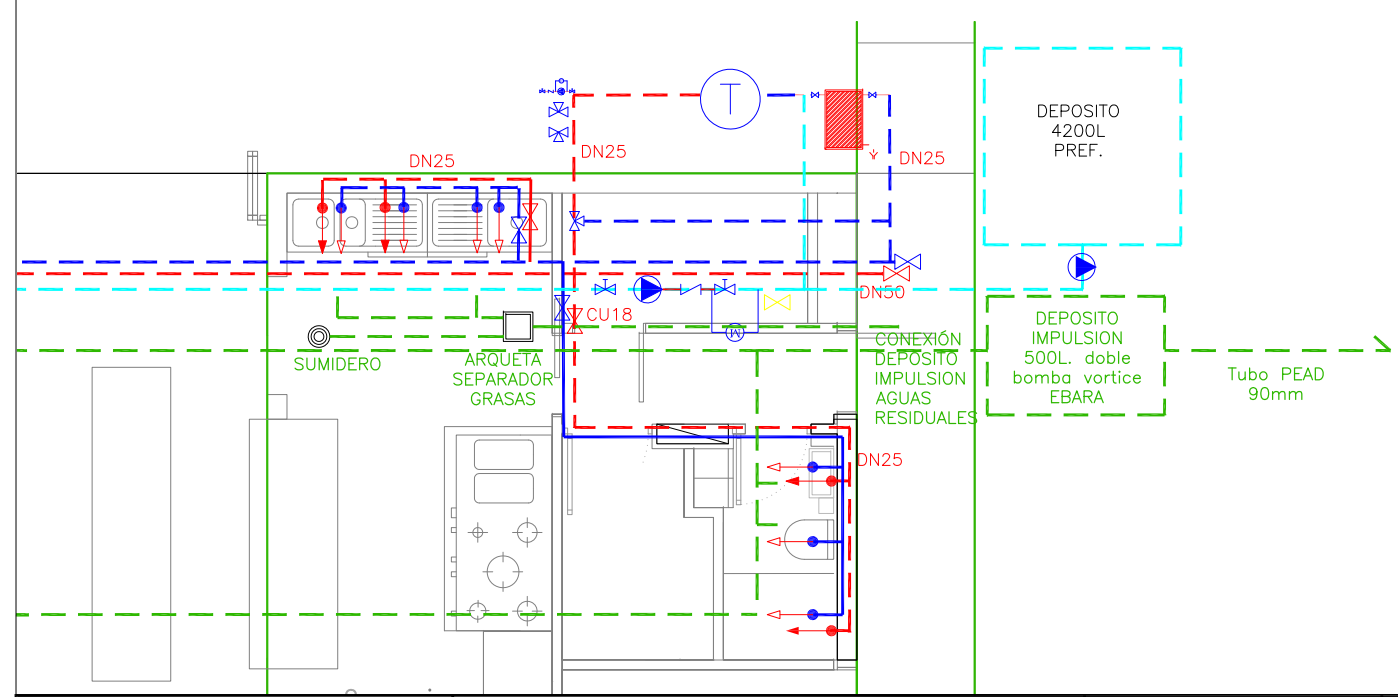 DEPOSITO
4200L
PREF.
T
DN25
DN25
DN25
DN50
CU18
M
SUMIDERO
ARQUETA
SEPARADOR
GRASAS
CONEXIÓN
DEPOSITO
IMPULSION
AGUAS
RESIDUALES
DEPOSITO
IMPULSION
500L. doble
bomba vortice
EBARA
Tubo PEAD
90mm
DN25